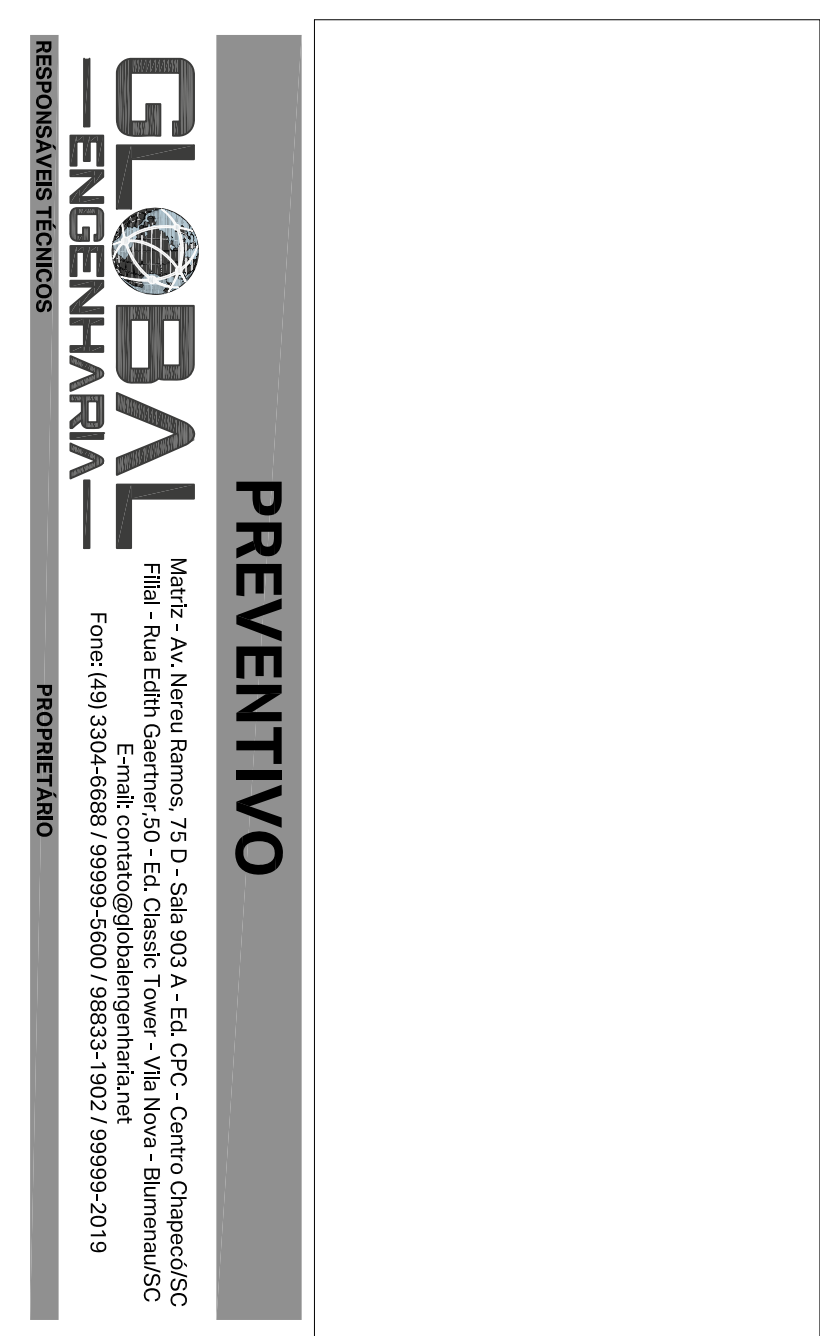 PREVENTIVO
GLOBAL
ENGENHARIA
Matriz - Av. Nereu Ramos, 75 D - Sala 903 A - Ed. CPC - Centro Chapecó/SC
Filial - Rua Edith Gaertner,50 - Ed. Classic Tower - Vila Nova - Blumenau/SC
E-mail: contato@globalengenharia.net
Fone: (49) 3304-6688 / 99999-5600 / 98833-1902 / 99999-2019
RESPONSÁVEIS TÉCNICOS
PROPRIETÁRIO